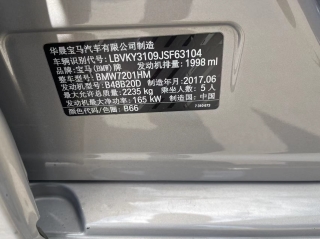 华晨宝马汽车有限公司制造
车辆识别代号: LBVKY3109JSF63104
品牌: 宝马(BMW)牌 发动机排量: 1998 ml
整车型号: BMW7201HM
发动机型号: B48B20D 制造年月: 2017.06
最大允许总质量: 2235 kg 乘坐人数: 5 人
发动机最大净功率: 165 kW 制造国: 中国
颜色代码/色图: B66